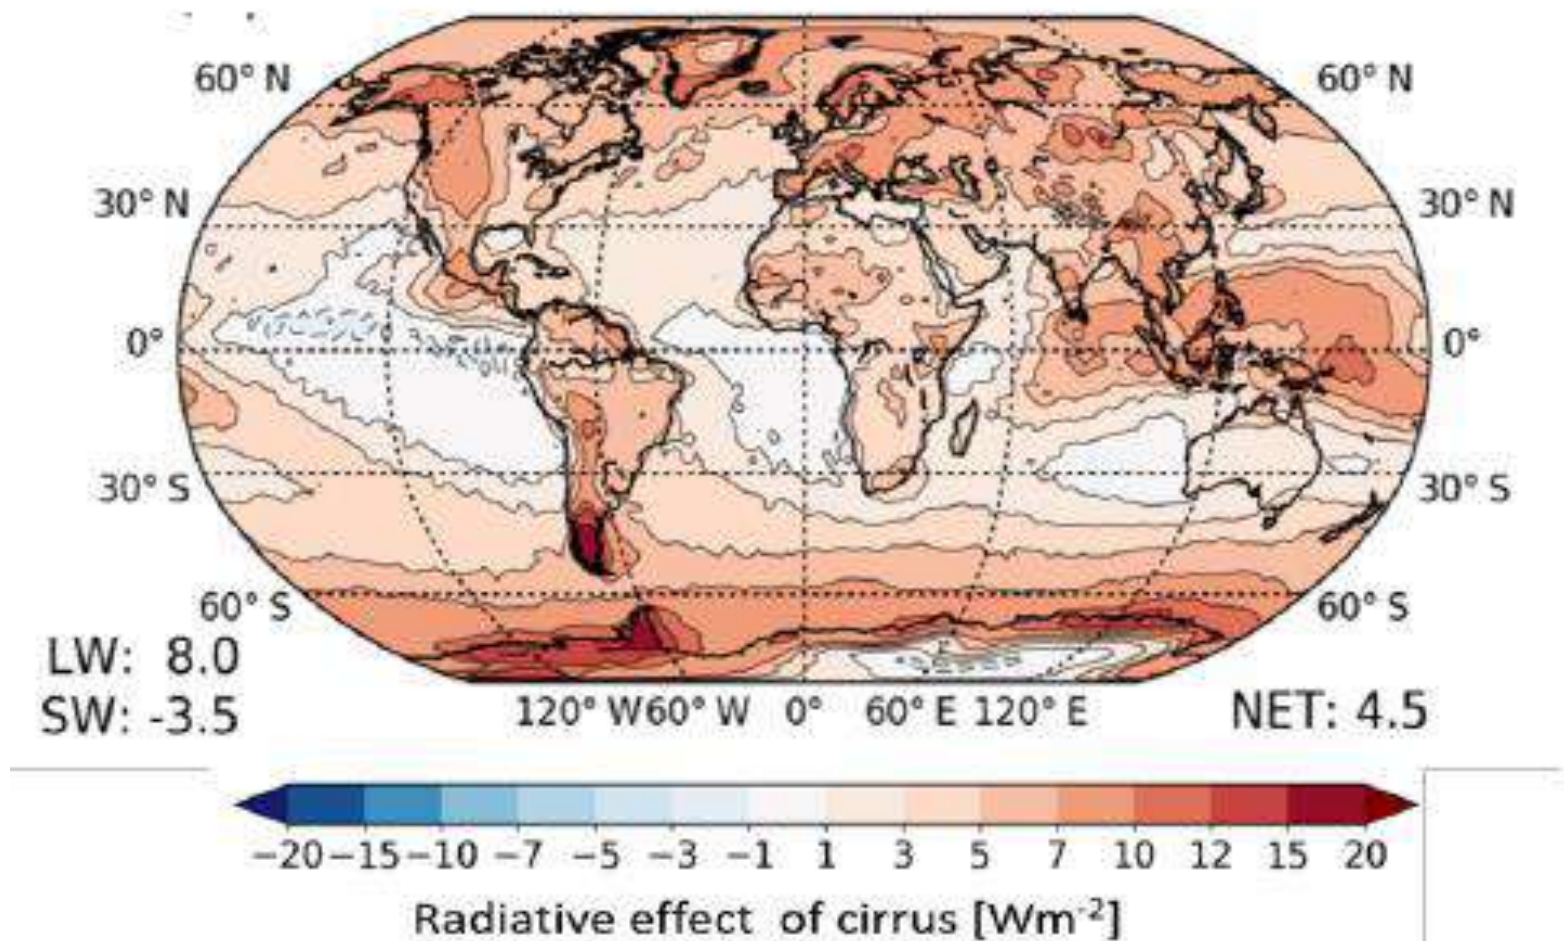 60° N 60° N
30° N 30° N
0° 0°
30° S 30° S
60° S 60° S
LW: 8.0
SW: -3.5
120° W 60° W 0° 60° E 120° E
NET: 4.5
−20 −15 −10 −7 −5 −3 −1 1 3 5 7 10 12 15 20
Radiative effect of cirrus [Wm⁻²]